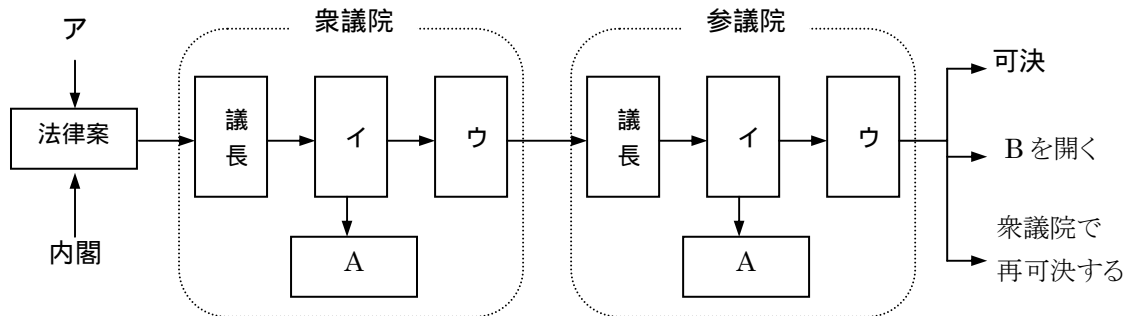 衆議院
参議院
ア
法律案
内閣
議
長
イ
ウ
A
議
長
イ
ウ
A
可決
Bを開く
衆議院で
再可決する